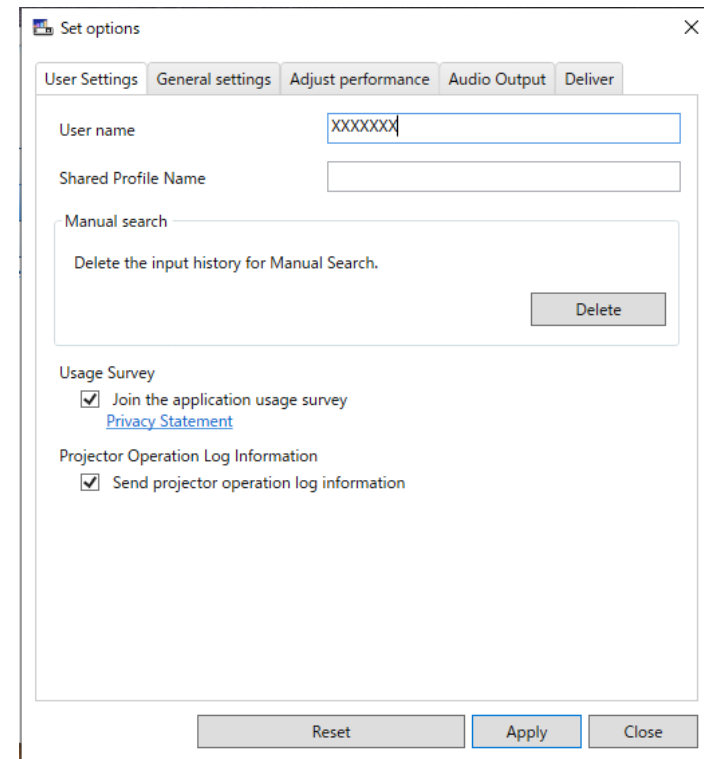 Set options
User Settings General settings Adjust performance Audio Output Deliver
User name XXXXXXX
Shared Profile Name
Manual search
Delete the input history for Manual Search.
Delete
Usage Survey
Join the application usage survey
Privacy Statement
Projector Operation Log Information
Send projector operation log information
Reset Apply Close